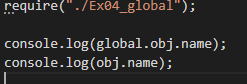 require("./Ex04_global");
console.log(global.obj.name);
console.log(obj.name);